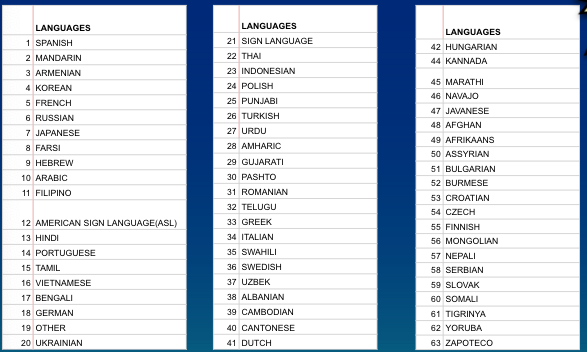 LANGUAGES
1 SPANISH
2 MANDARIN
3 ARMENIAN
4 KOREAN
5 FRENCH
6 RUSSIAN
7 JAPANESE
8 FARSI
9 HEBREW
10 ARABIC
11 FILIPINO
12 AMERICAN SIGN LANGUAGE(ASL)
13 HINDI
14 PORTUGUESE
15 TAMIL
16 VIETNAMESE
17 BENGALI
18 GERMAN
19 OTHER
20 UKRAINIAN
LANGUAGES
21 SIGN LANGUAGE
22 THAI
23 INDONESIAN
24 POLISH
25 PUNJABI
26 TURKISH
27 URDU
28 AMHARIC
29 GUJARATI
30 PASHTO
31 ROMANIAN
32 TELUGU
33 GREEK
34 ITALIAN
35 SWAHILI
36 SWEDISH
37 UZBEK
38 ALBANIAN
39 CAMBODIAN
40 CANTONESE
41 DUTCH
LANGUAGES
42 HUNGARIAN
44 KANNADA
45 MARATHI
46 NAVAJO
47 JAVANESE
48 AFGHAN
49 AFRIKAANS
50 ASSYRIAN
51 BULGARIAN
52 BURMESE
53 CROATIAN
54 CZECH
55 FINNISH
56 MONGOLIAN
57 NEPALI
58 SERBIAN
59 SLOVAK
60 SOMALI
61 TIGRINYA
62 YORUBA
63 ZAPOTECO